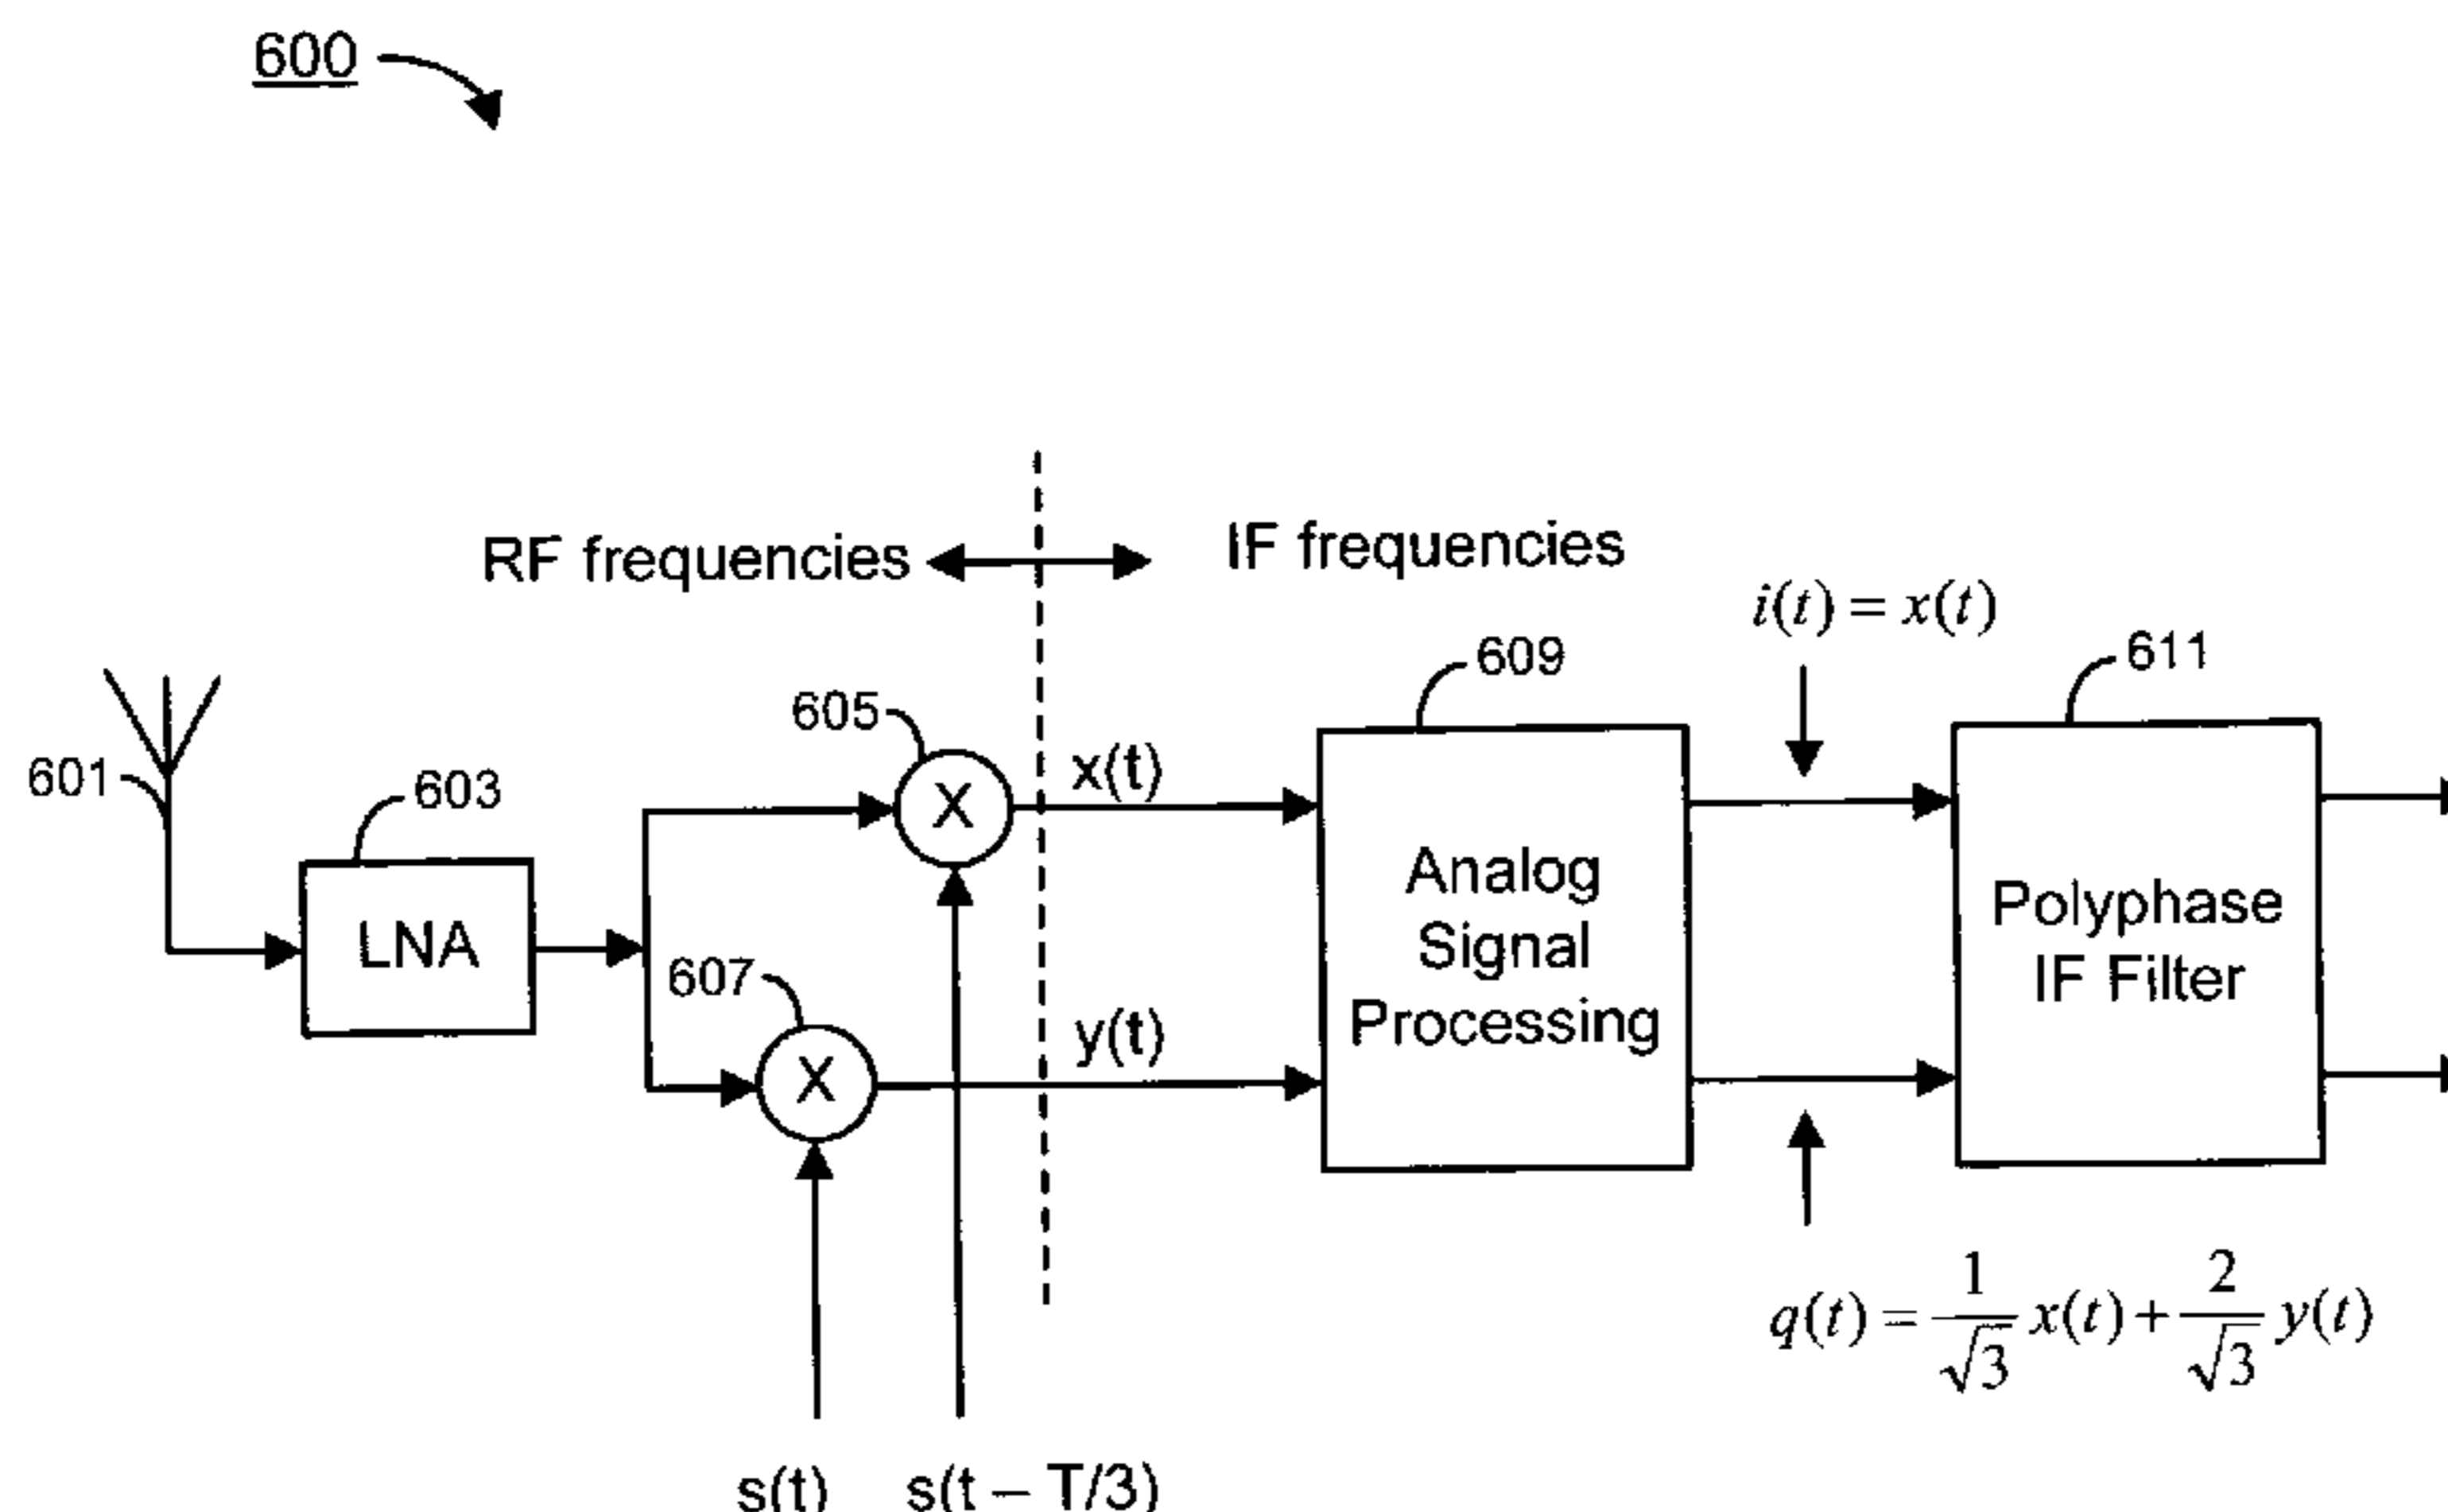 600
RF frequencies
IF frequencies
i(t) = x(t)
611
609
605
x(t)
601
603
X
LNA
Analog
Signal
Processing
Polyphase
IF Filter
607
y(t)
X
q(t) = 1/√3 x(t) + 2/√3 y(t)
s(t)
s(t – T/3)